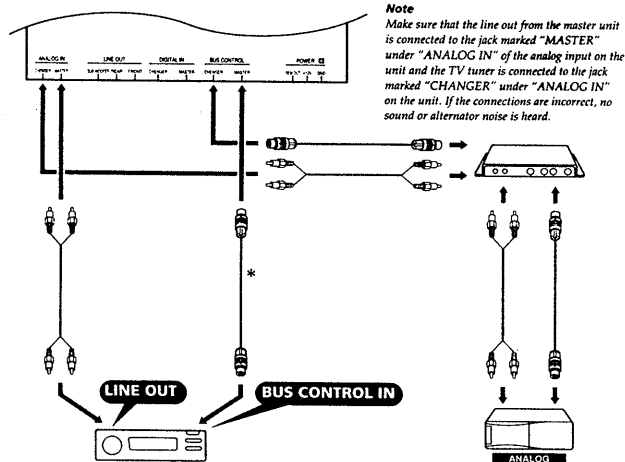 Note
Make sure that the line out from the master unit
is connected to the jack marked "MASTER"
under "ANALOG IN" of the analog input on the
unit and the TV tuner is connected to the jack
marked "CHANGER" under "ANALOG IN"
on the unit. If the connections are incorrect, no
sound or alternator noise is heard.
ANALOG IN LINE OUT DIGITAL IN BUS CONTROL POWER
CHANGER MASTER SUB WOOFER REAR FRONT CHANGER MASTER CHANGER MASTER REM OUT +12V GND
*
LINE OUT
BUS CONTROL IN
ANALOG